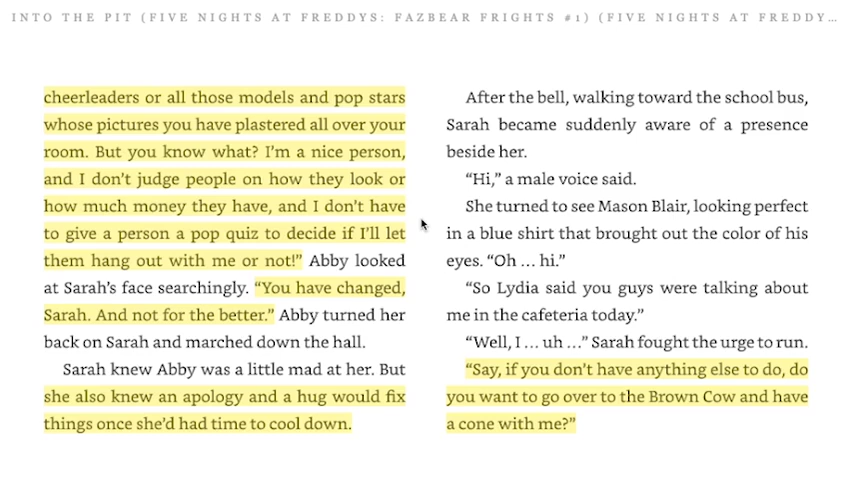 INTO THE PIT (FIVE NIGHTS AT FREDDYS: FAZBEAR FRIGHTS #1) (FIVE NIGHTS AT FREDDY…
cheerleaders or all those models and pop stars
whose pictures you have plastered all over your
room. But you know what? I’m a nice person,
and I don’t judge people on how they look or
how much money they have, and I don’t have
to give a person a pop quiz to decide if I’ll let
them hang out with me or not!” Abby looked
at Sarah’s face searchingly. “You have changed,
Sarah. And not for the better.” Abby turned her
back on Sarah and marched down the hall.
Sarah knew Abby was a little mad at her. But
she also knew an apology and a hug would fix
things once she’d had time to cool down.
After the bell, walking toward the school bus,
Sarah became suddenly aware of a presence
beside her.
“Hi,” a male voice said.
She turned to see Mason Blair, looking perfect
in a blue shirt that brought out the color of his
eyes. “Oh … hi.”
“So Lydia said you guys were talking about
me in the cafeteria today.”
“Well, I … uh …” Sarah fought the urge to run.
“Say, if you don’t have anything else to do, do
you want to go over to the Brown Cow and have
a cone with me?”